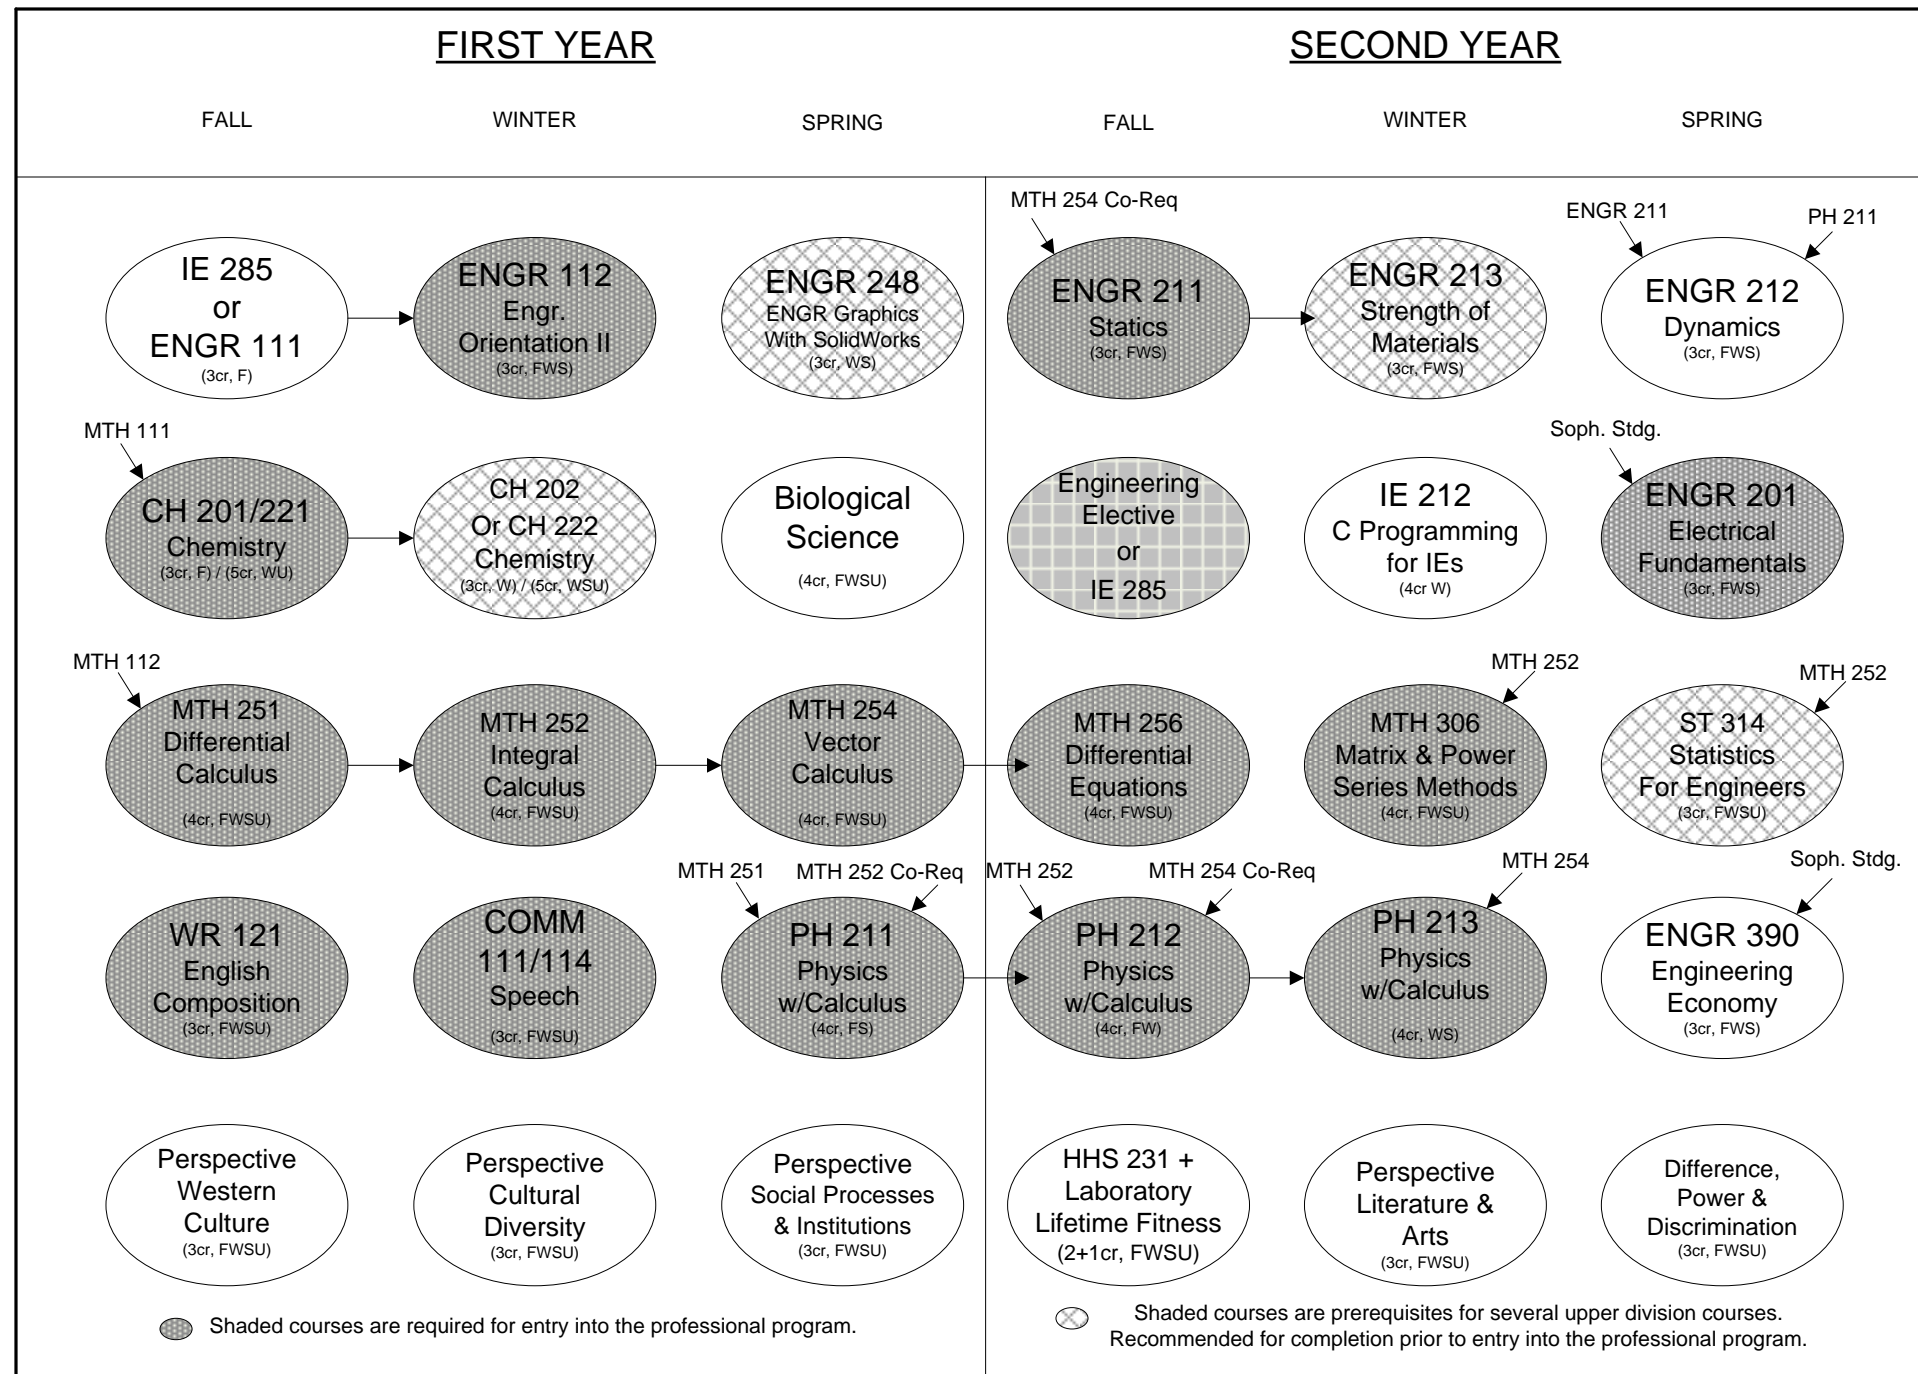 FIRST YEAR
SECOND YEAR
FALL
WINTER
SPRING
FALL
WINTER
SPRING
IE 285
or
ENGR 111
(3cr, F)
ENGR 112
Engr.
Orientation II
(3cr, FWS)
ENGR 248
ENGR Graphics
With SolidWorks
(3cr, WS)
MTH 254 Co-Req
ENGR 211
Statics
(3cr, FWS)
ENGR 213
Strength of
Materials
(3cr, FWS)
ENGR 211
PH 211
ENGR 212
Dynamics
(3cr, FWS)
MTH 111
CH 201/221
Chemistry
(3cr, F) / (5cr, WU)
CH 202
Or CH 222
Chemistry
(3cr, W) / (5cr, WSU)
Biological
Science
(4cr, FWSU)
Engineering
Elective
or
IE 285
IE 212
C Programming
for IEs
(4cr W)
Soph. Stdg.
ENGR 201
Electrical
Fundamentals
(3cr, FWS)
MTH 112
MTH 251
Differential
Calculus
(4cr, FWSU)
MTH 252
Integral
Calculus
(4cr, FWSU)
MTH 254
Vector
Calculus
(4cr, FWSU)
MTH 256
Differential
Equations
(4cr, FWSU)
MTH 252
MTH 306
Matrix & Power
Series Methods
(4cr, FWSU)
MTH 252
ST 314
Statistics
For Engineers
(3cr, FWSU)
WR 121
English
Composition
(3cr, FWSU)
COMM
111/114
Speech
(3cr, FWSU)
MTH 251
MTH 252 Co-Req
PH 211
Physics
w/Calculus
(4cr, FS)
MTH 252
MTH 254 Co-Req
PH 212
Physics
w/Calculus
(4cr, FW)
MTH 254
PH 213
Physics
w/Calculus
(4cr, WS)
Soph. Stdg.
ENGR 390
Engineering
Economy
(3cr, FWS)
Perspective
Western
Culture
(3cr, FWSU)
Perspective
Cultural
Diversity
(3cr, FWSU)
Perspective
Social Processes
& Institutions
(3cr, FWSU)
HHS 231 +
Laboratory
Lifetime Fitness
(2+1cr, FWSU)
Perspective
Literature &
Arts
(3cr, FWSU)
Difference,
Power &
Discrimination
(3cr, FWSU)
Shaded courses are required for entry into the professional program.
Shaded courses are prerequisites for several upper division courses.
Recommended for completion prior to entry into the professional program.